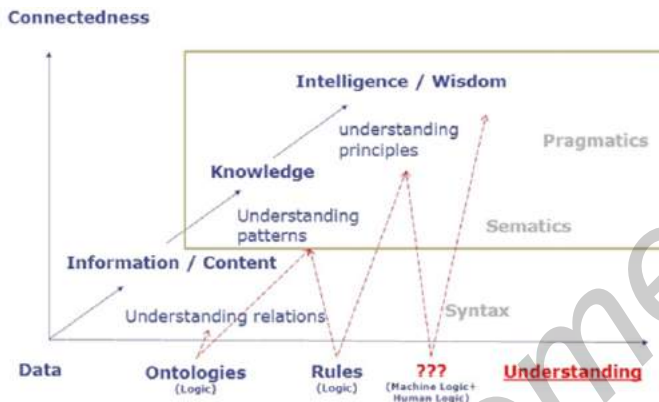 Connectedness
Intelligence / Wisdom
understanding
principles
Pragmatics
Knowledge
Understanding
patterns
Sematics
Information / Content
Understanding relations
Syntax
Data
Ontologies
(Logic)
Rules
(Logic)
???
(Machine Logic+
Human Logic)
Understanding